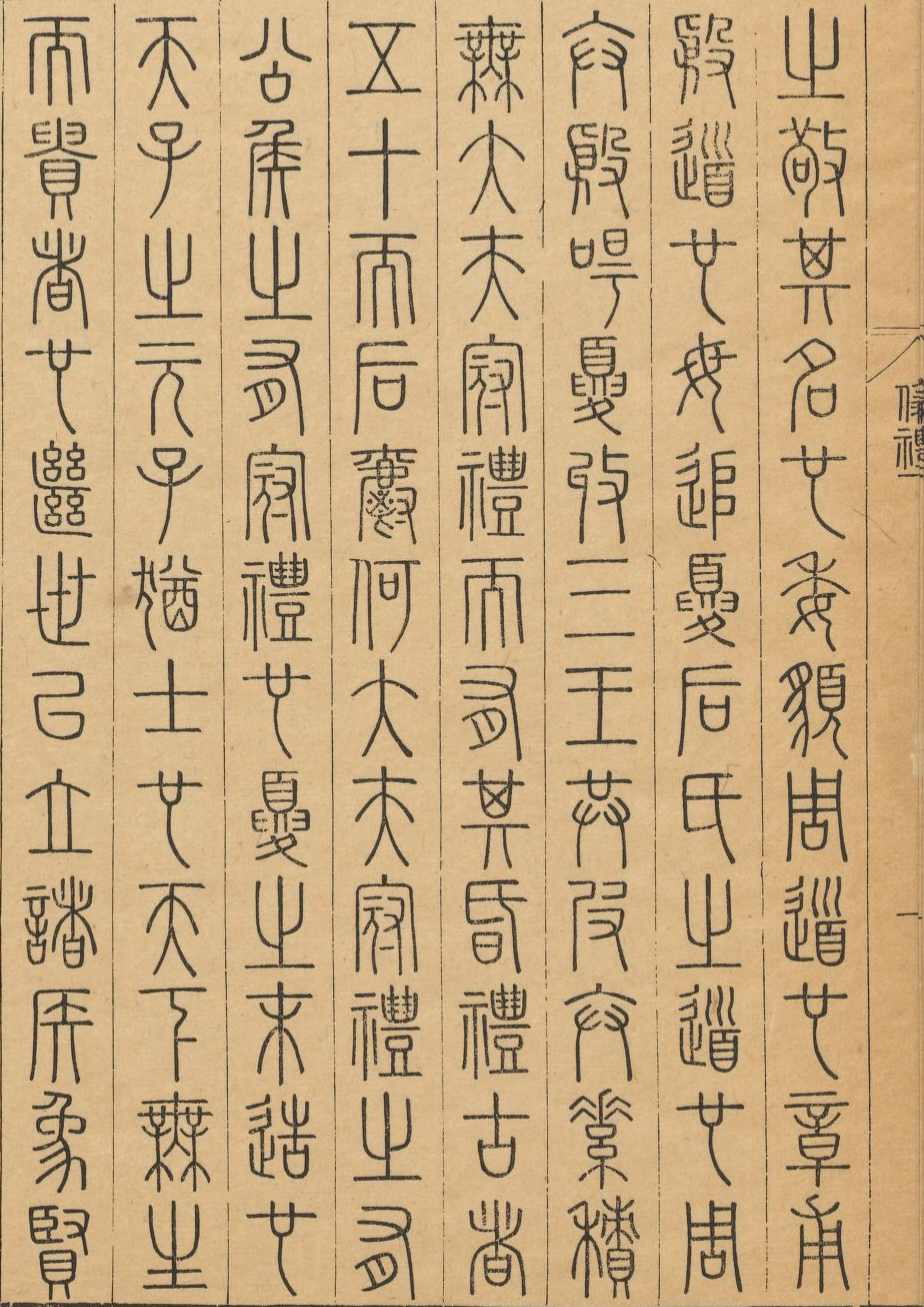 儀禮一
之敬其名也委貌周道也章甫
殷道也毋追夏后氏之道也周
弁殷冔夏收三王共皮弁素積
無大夫冠禮而有其昏禮古者
五十而后爵何大夫冠禮之有
公侯之有冠禮也夏之末造也
天子之元子猶士也天下無生
而貴者也繼世以立諸侯象賢